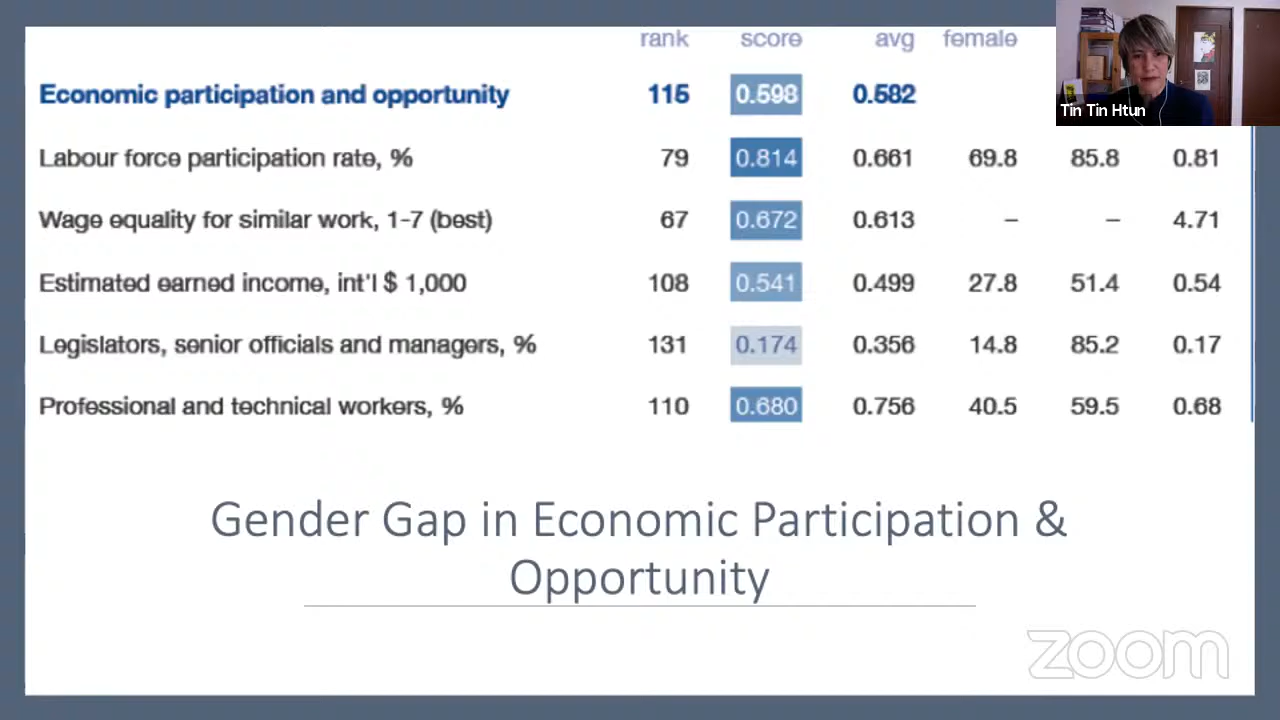 rank score avg female
Economic participation and opportunity 115 0.598 0.582
Labour force participation rate, % 79 0.814 0.661 69.8 85.8 0.81
Wage equality for similar work, 1-7 (best) 67 0.672 0.613 – – 4.71
Estimated earned income, int'l $ 1,000 108 0.541 0.499 27.8 51.4 0.54
Legislators, senior officials and managers, % 131 0.174 0.356 14.8 85.2 0.17
Professional and technical workers, % 110 0.680 0.756 40.5 59.5 0.68
Tin Tin Htun
Gender Gap in Economic Participation &
Opportunity
zoom